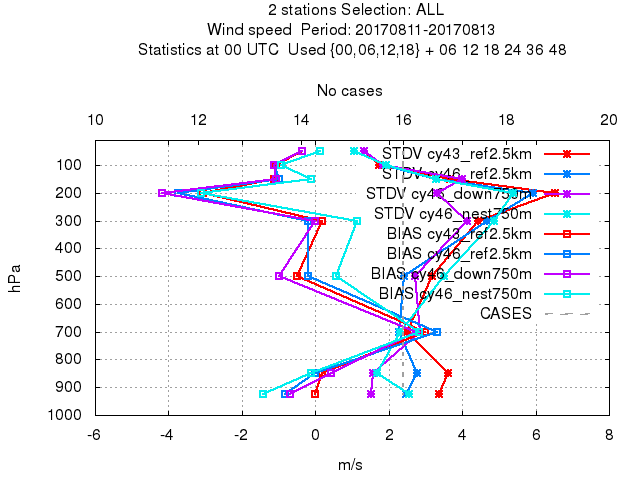 2 stations Selection: ALL
Wind speed  Period: 20170811-20170813
Statistics at 00 UTC  Used {00,06,12,18} + 06 12 18 24 36 48
No cases
10 12 14 16 18 20
STDV cy43_ref2.5km
STDV cy46_ref2.5km
STDV cy46_down750m
STDV cy46_nest750m
BIAS cy43_ref2.5km
BIAS cy46_ref2.5km
BIAS cy46_down750m
BIAS cy46_nest750m
CASES
100
200
300
400
500
600
700
800
900
1000
hPa
-6 -4 -2 0 2 4 6 8
m/s